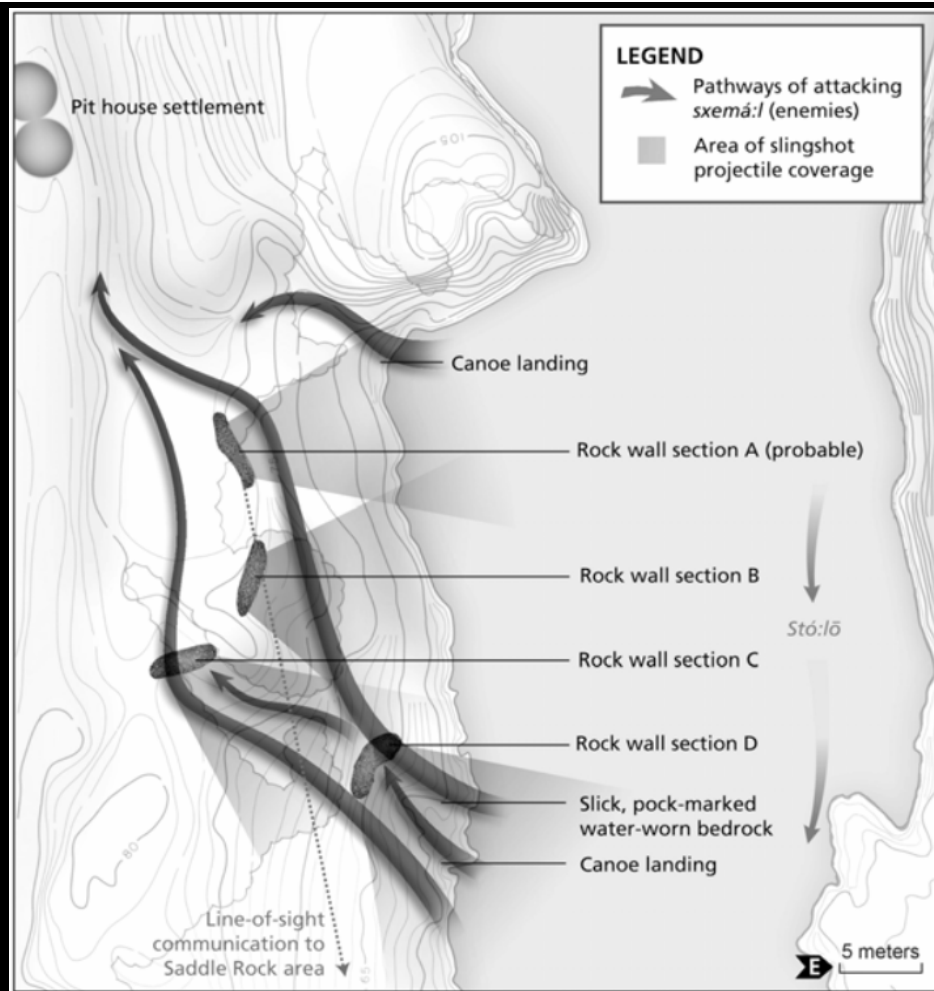 LEGEND
Pathways of attacking
sxemá:l (enemies)
Area of slingshot
projectile coverage
Pit house settlement
105
Canoe landing
Rock wall section A (probable)
Rock wall section B
Stó:lō
Rock wall section C
Rock wall section D
Slick, pock-marked
water-worn bedrock
Canoe landing
80
Line-of-sight
communication to
Saddle Rock area
65
E
5 meters